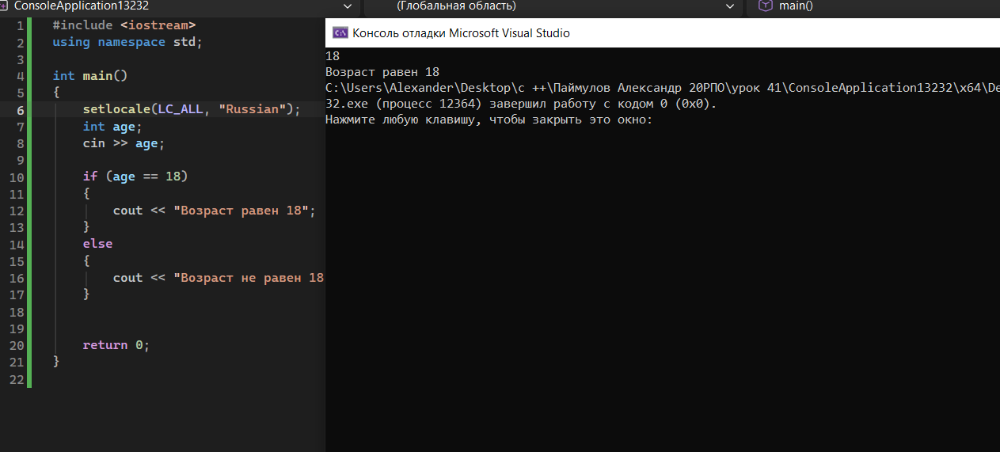 ConsoleApplication13232 (Глобальная область) main()
1 #include <iostream>
2 using namespace std;
3
4 int main()
5 {
6 setlocale(LC_ALL, "Russian");
7 int age;
8 cin >> age;
9
10 if (age == 18)
11 {
12 cout << "Возраст равен 18";
13 }
14 else
15 {
16 cout << "Возраст не равен 18
17 }
18
19
20 return 0;
21 }
22
Консоль отладки Microsoft Visual Studio
18
Возраст равен 18
C:\Users\Alexander\Desktop\c ++\Паймулов Александр 20РПО\урок 41\ConsoleApplication13232\x64\De
32.exe (процесс 12364) завершил работу с кодом 0 (0x0).
Нажмите любую клавишу, чтобы закрыть это окно: